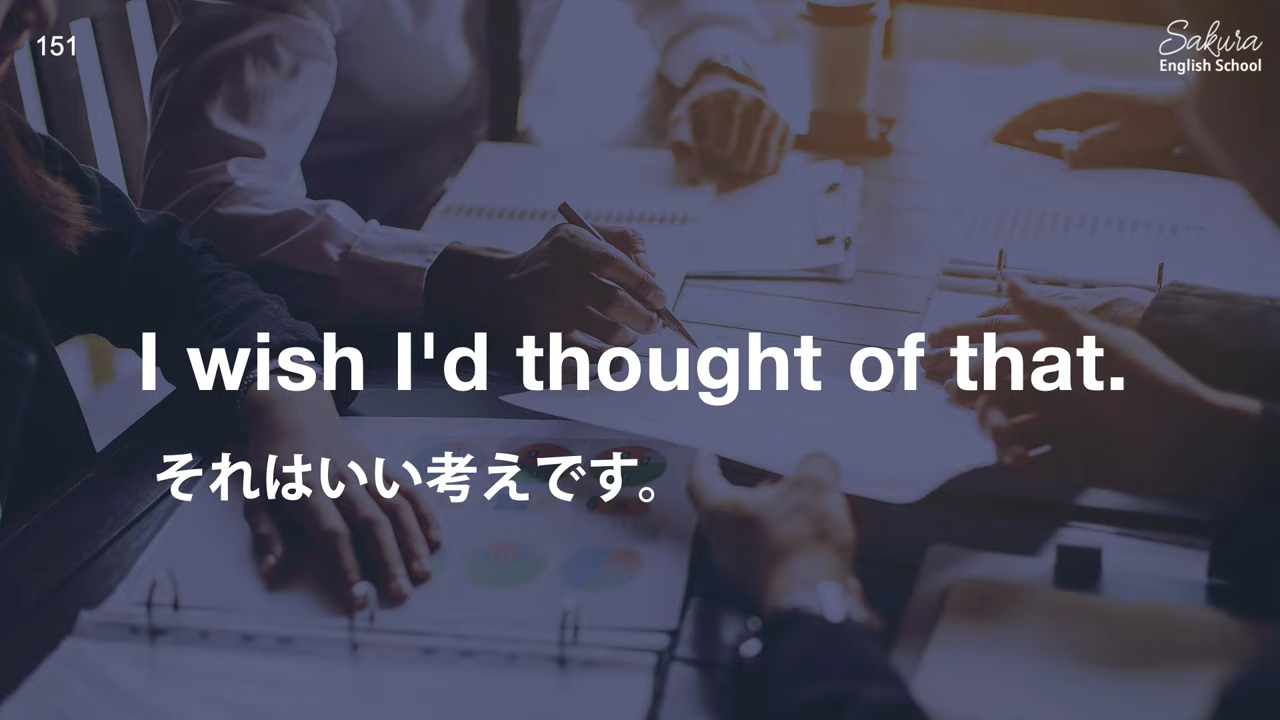 151
Sakura
English School
I wish I'd thought of that.
それはいい考えです。